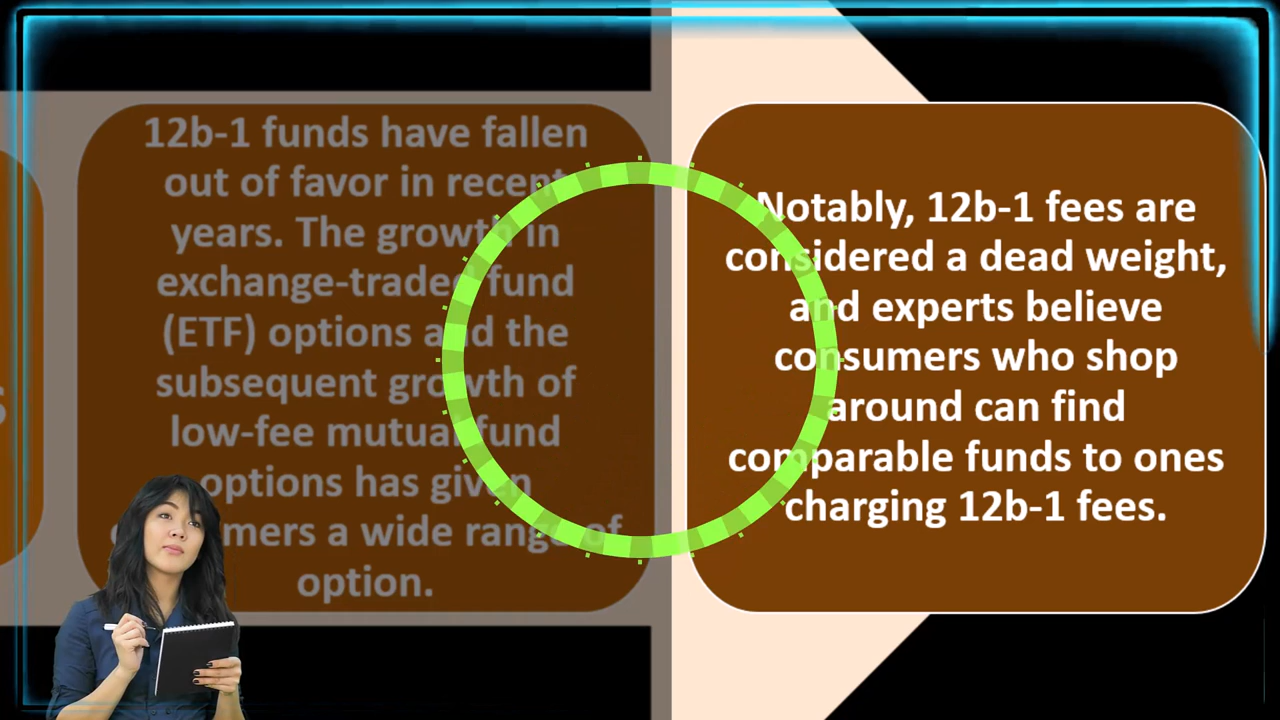 12b-1 funds have fallen
out of favor in recent
years. The growth in
exchange-traded fund
(ETF) options and the
subsequent growth of
low-fee mutual fund
options has given
a wide range of
option.
Notably, 12b-1 fees are
considered a dead weight,
and experts believe
consumers who shop
around can find
comparable funds to ones
charging 12b-1 fees.